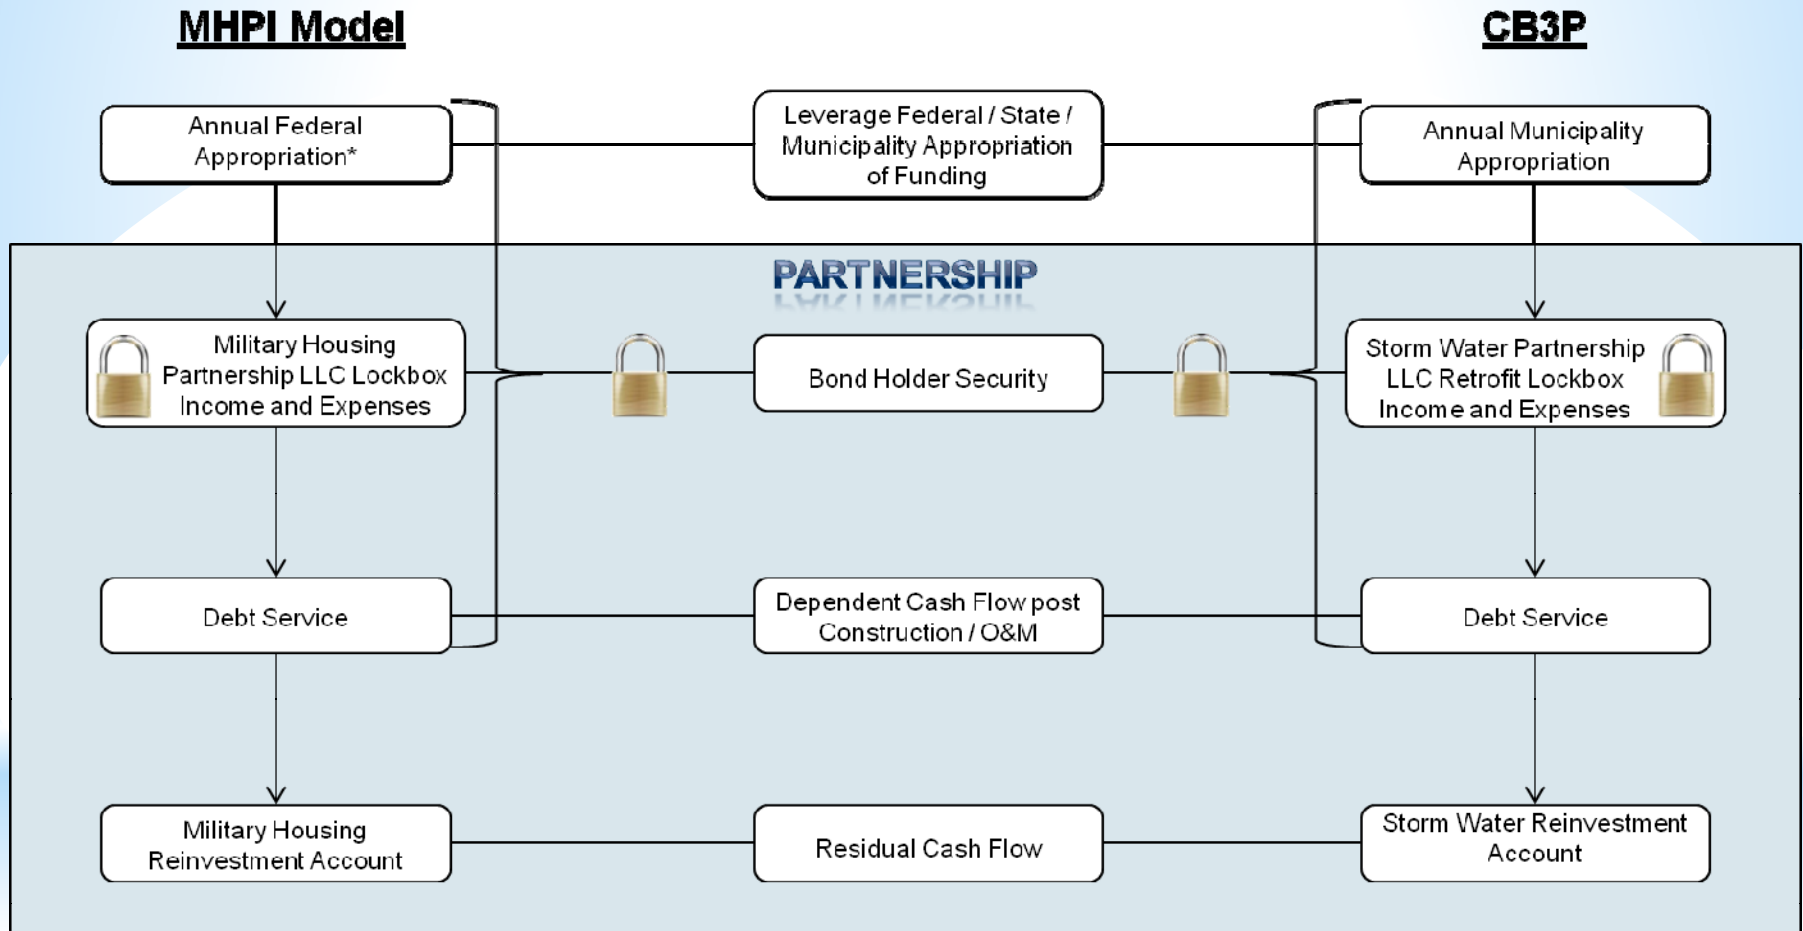 MHPI Model
CB3P
Annual Federal
Appropriation*
Leverage Federal / State /
Municipality Appropriation
of Funding
Annual Municipality
Appropriation
PARTNERSHIP
Military Housing
Partnership LLC Lockbox
Income and Expenses
Bond Holder Security
Storm Water Partnership
LLC Retrofit Lockbox
Income and Expenses
Debt Service
Dependent Cash Flow post
Construction / O&M
Debt Service
Military Housing
Reinvestment Account
Residual Cash Flow
Storm Water Reinvestment
Account